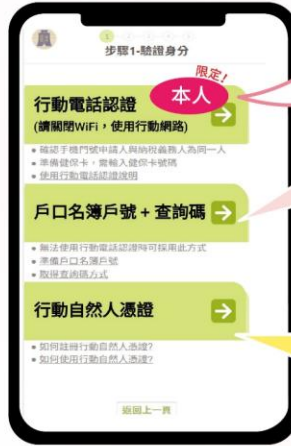 1
步驟1-驗證身分
限定!
本人
行動電話認證
(請關閉WiFi，使用行動網路)
▪ 確認手機門號申請人與納稅義務人為同一人
▪ 準備健保卡，需輸入健保卡號碼
▪ 使用行動電話認證說明
戶口名簿戶號 + 查詢碼
▪ 無法使用行動電話認證時可採用此方式
▪ 準備戶口名簿戶號
▪ 取得查詢碼方式
行動自然人憑證
▪ 如何註冊行動自然人憑證?
▪ 如何使用行動自然人憑證?
返回上一頁